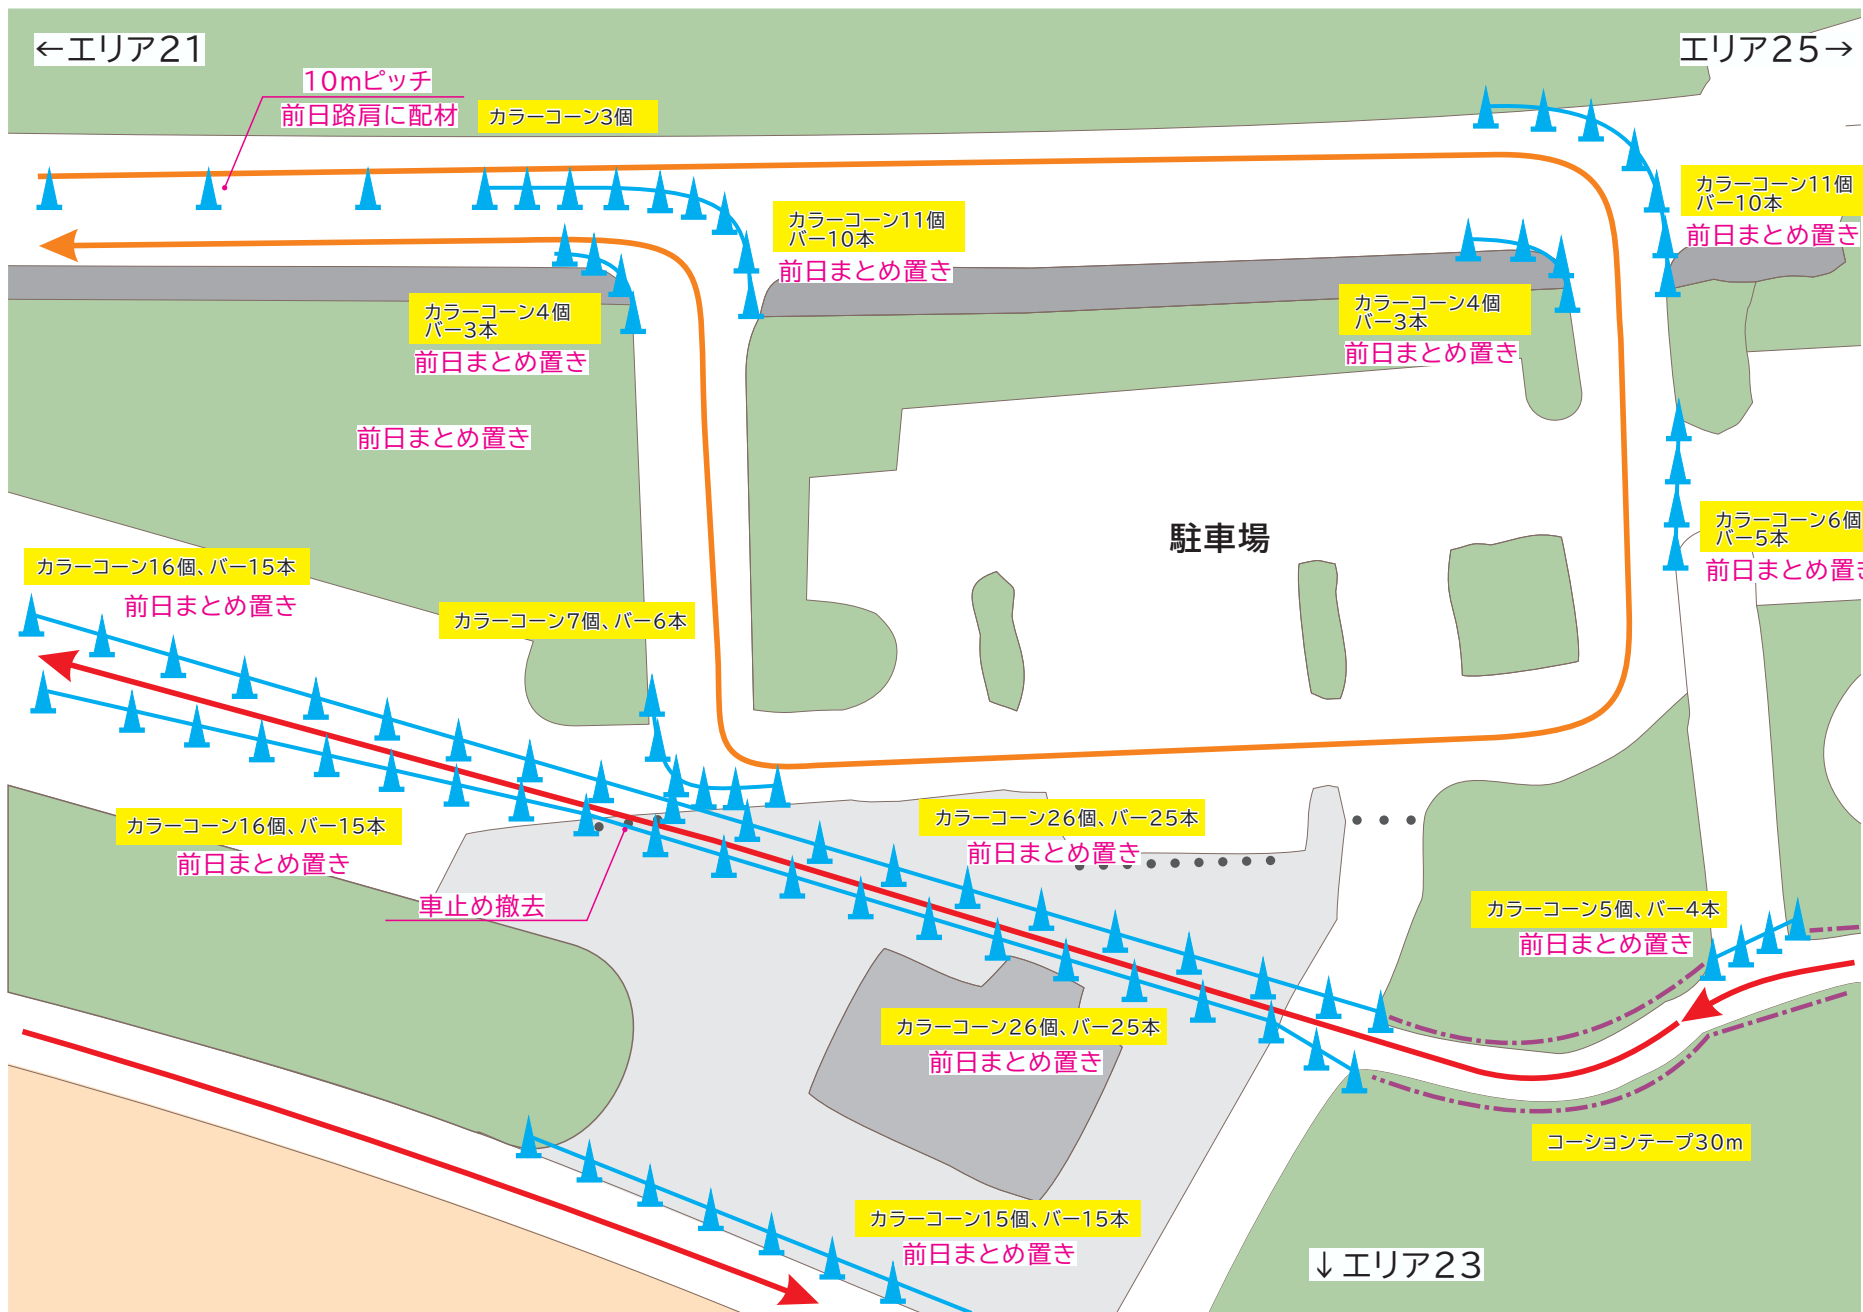 ←エリア21
エリア25→
10mピッチ
前日路肩に配材
カラーコーン3個
カラーコーン11個
バー10本
前日まとめ置き
カラーコーン11個
バー10本
前日まとめ置き
カラーコーン4個
バー3本
前日まとめ置き
カラーコーン4個
バー3本
前日まとめ置き
前日まとめ置き
駐車場
カラーコーン6個
バー5本
前日まとめ置き
カラーコーン16個、バー15本
前日まとめ置き
カラーコーン7個、バー6本
カラーコーン16個、バー15本
前日まとめ置き
カラーコーン26個、バー25本
前日まとめ置き
車止め撤去
カラーコーン5個、バー4本
前日まとめ置き
カラーコーン26個、バー25本
前日まとめ置き
コーションテープ30m
カラーコーン15個、バー15本
前日まとめ置き
↓エリア23